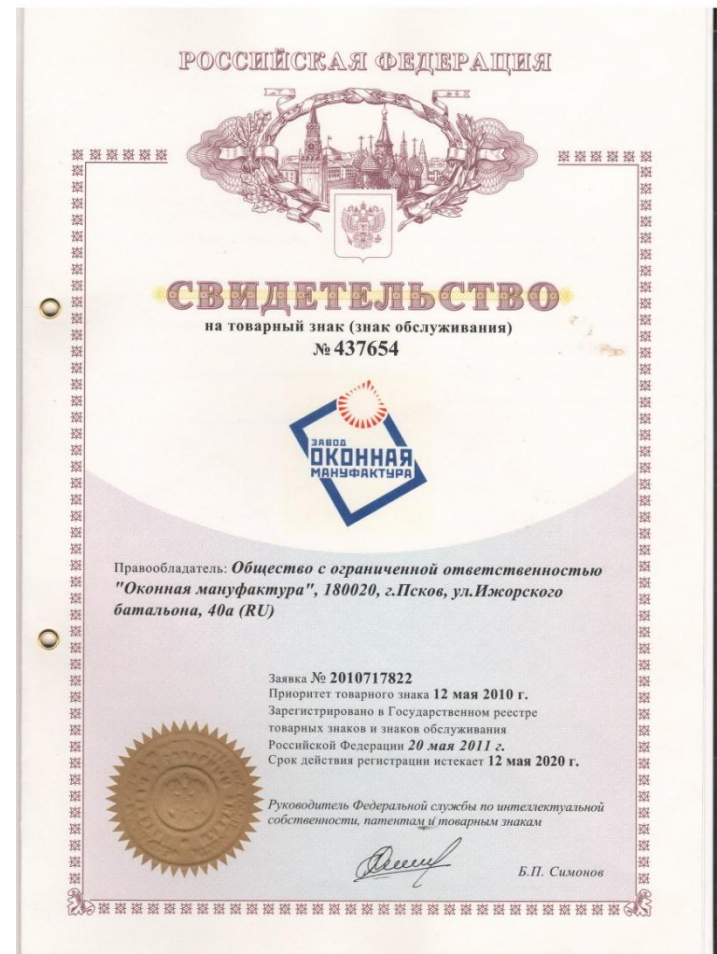 РОССИЙСКАЯ ФЕДЕРАЦИЯ
СВИДЕТЕЛЬСТВО
на товарный знак (знак обслуживания)
№ 437654
ЗАВОД
ОКОННАЯ
МАНУФАКТУРА
Правообладатель: Общество с ограниченной ответственностью
"Оконная мануфактура", 180020, г.Псков, ул.Ижорского
батальона, 40а (RU)
Заявка № 2010717822
Приоритет товарного знака 12 мая 2010 г.
Зарегистрировано в Государственном реестре
товарных знаков и знаков обслуживания
Российской Федерации 20 мая 2011 г.
Срок действия регистрации истекает 12 мая 2020 г.
Руководитель Федеральной службы по интеллектуальной
собственности, патентам и товарным знакам
Б.П. Симонов